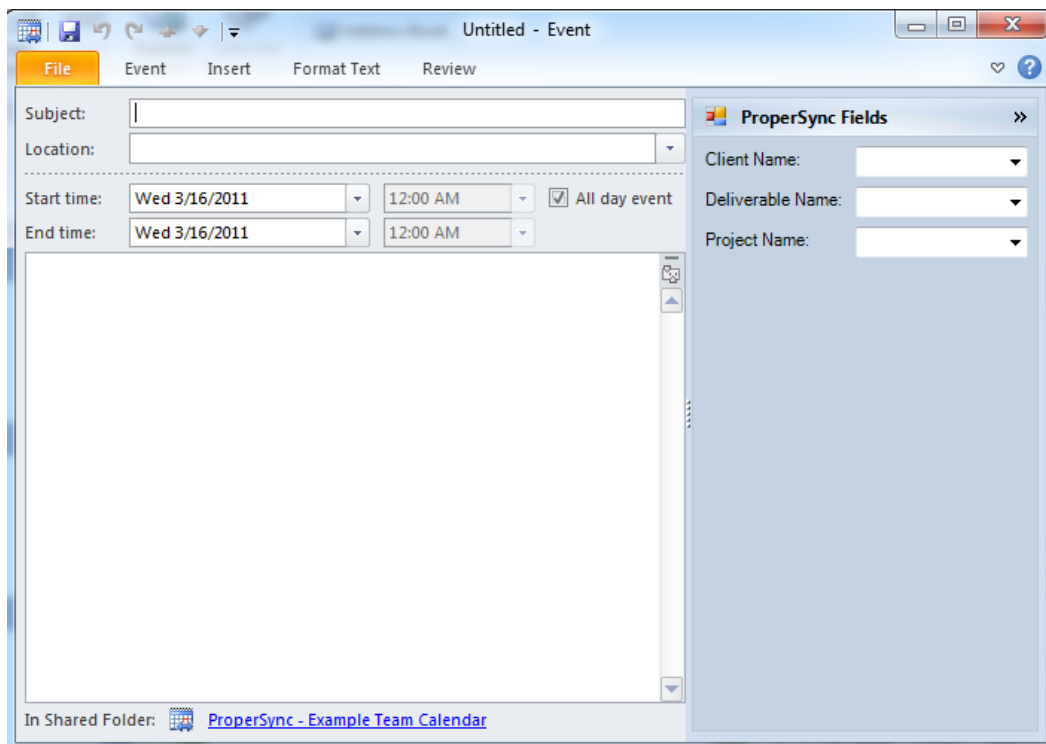 Untitled - Event
File Event Insert Format Text Review
Subject:
Location:
Start time: Wed 3/16/2011 12:00 AM All day event
End time: Wed 3/16/2011 12:00 AM
ProperSync Fields
Client Name:
Deliverable Name:
Project Name:
In Shared Folder: ProperSync - Example Team Calendar